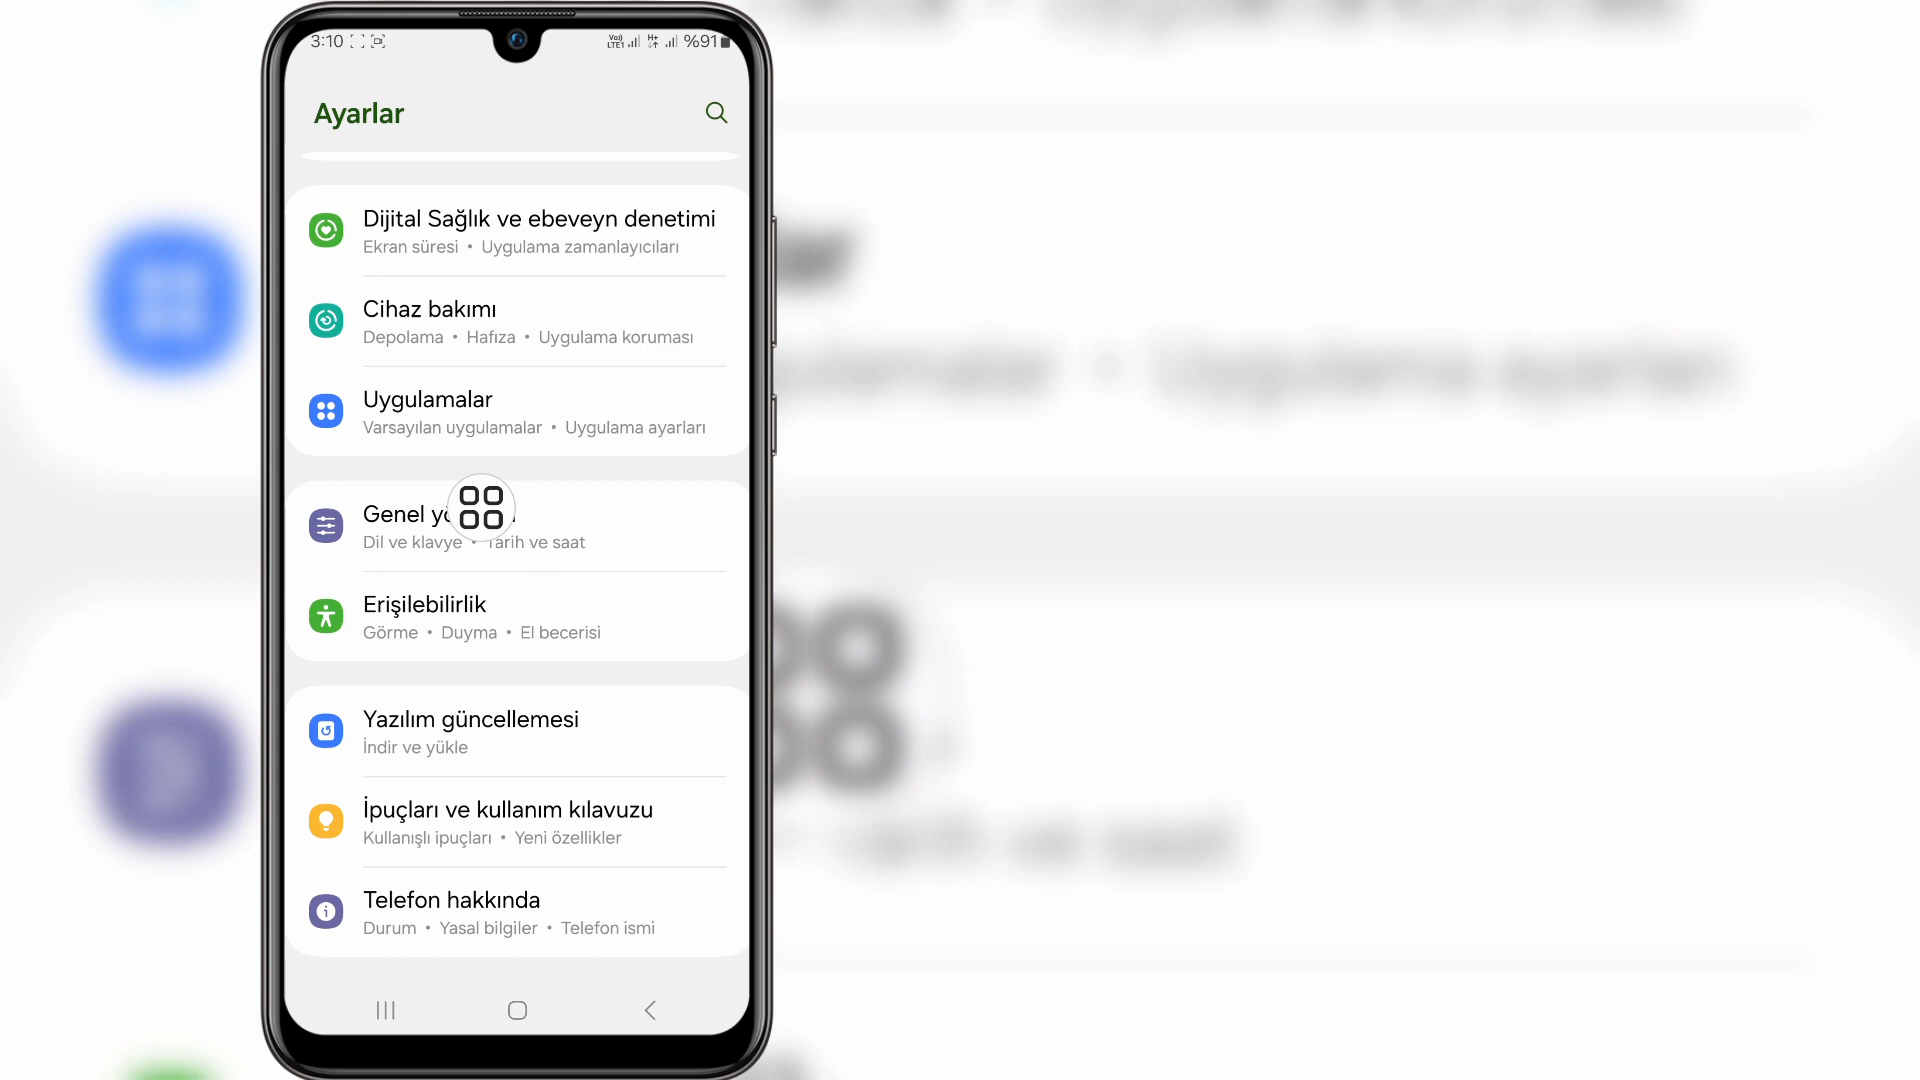 3:10 Vo)) LTE1 H+ %91
Ayarlar
Dijital Sağlık ve ebeveyn denetimi
Ekran süresi • Uygulama zamanlayıcıları
Cihaz bakımı
Depolama • Hafıza • Uygulama koruması
Uygulamalar
Varsayılan uygulamalar • Uygulama ayarları
Genel
Dil ve klavye • Tarih ve saat
Erişilebilirlik
Görme • Duyma • El becerisi
Yazılım güncellemesi
İndir ve yükle
İpuçları ve kullanım kılavuzu
Kullanışlı ipuçları • Yeni özellikler
Telefon hakkında
Durum • Yasal bilgiler • Telefon ismi